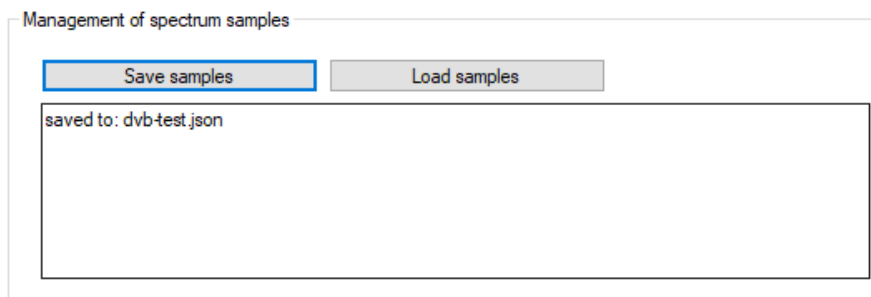 Management of spectrum samples
Save samples
Load samples
saved to: dvb-test.json